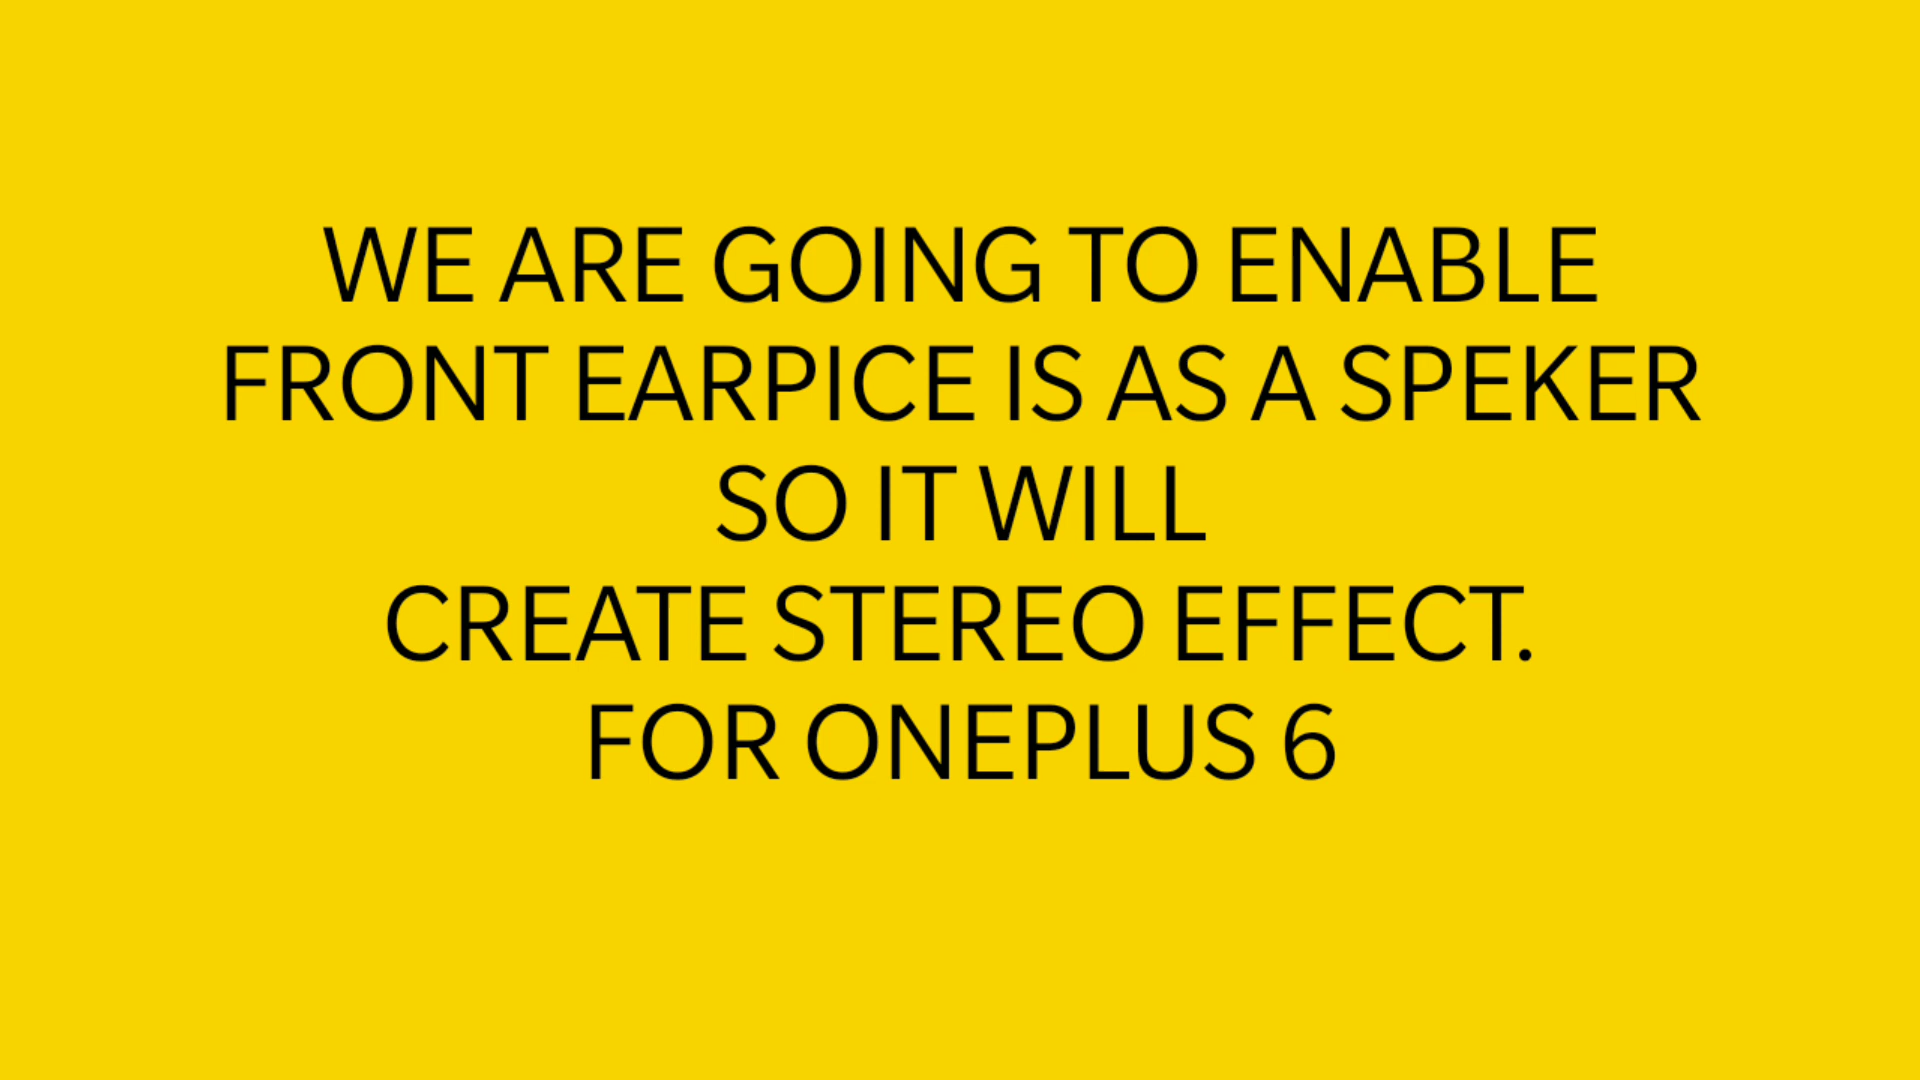 WE ARE GOING TO ENABLE
FRONT EARPICE IS AS A SPEKER
SO IT WILL
CREATE STEREO EFFECT.
FOR ONEPLUS 6